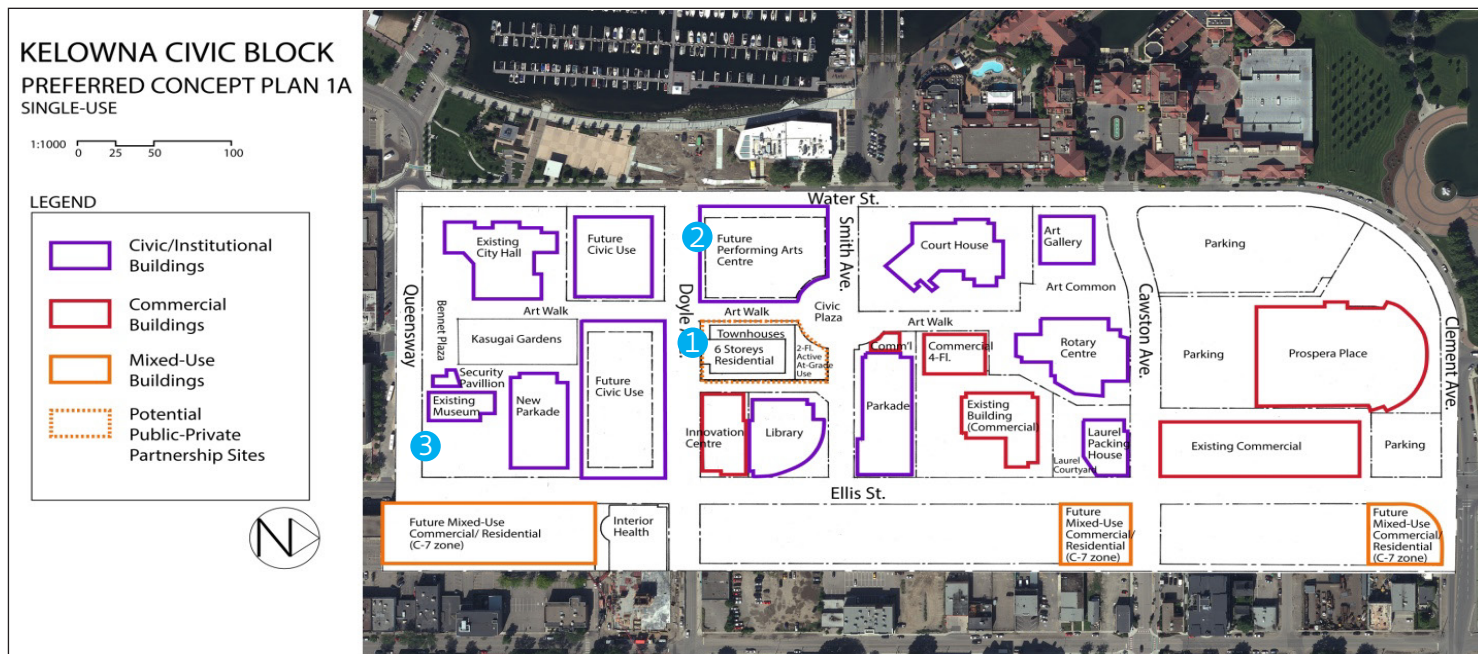 KELOWNA CIVIC BLOCK
PREFERRED CONCEPT PLAN 1A
SINGLE-USE
1:1000
0 25 50 100
LEGEND
Civic/Institutional
Buildings
Commercial
Buildings
Mixed-Use
Buildings
Potential
Public-Private
Partnership Sites
N
Water St.
Existing
City Hall
Future
Civic Use
2
Future
Performing Arts
Centre
Smith Ave.
Court House
Art
Gallery
Parking
Queensway
Bennet Plaza
Art Walk
Kasugai Gardens
Doyle A
Art Walk
Civic
Plaza
Art Common
Cawston Ave.
Clement Ave.
1
Townhouses
6 Storeys
Residential
2-Fl.
Active
At-Grade
Use
Art Walk
Comm'l
Commercial
4-Fl.
Rotary
Centre
Parking
Prospera Place
Security
Pavillion
Existing
Museum
New
Parkade
Future
Civic Use
3
Innovation
Centre
Library
Parkade
Existing
Building
(Commercial)
Laurel
Packing
House
Laurel
Courtyard
Existing Commercial
Parking
Ellis St.
Future Mixed-Use
Commercial/ Residential
(C-7 zone)
Interior
Health
Future
Mixed-Use
Commercial/
Residential
(C-7 zone)
Future
Mixed-Use
Commercial/
Residential
(C-7 zone)